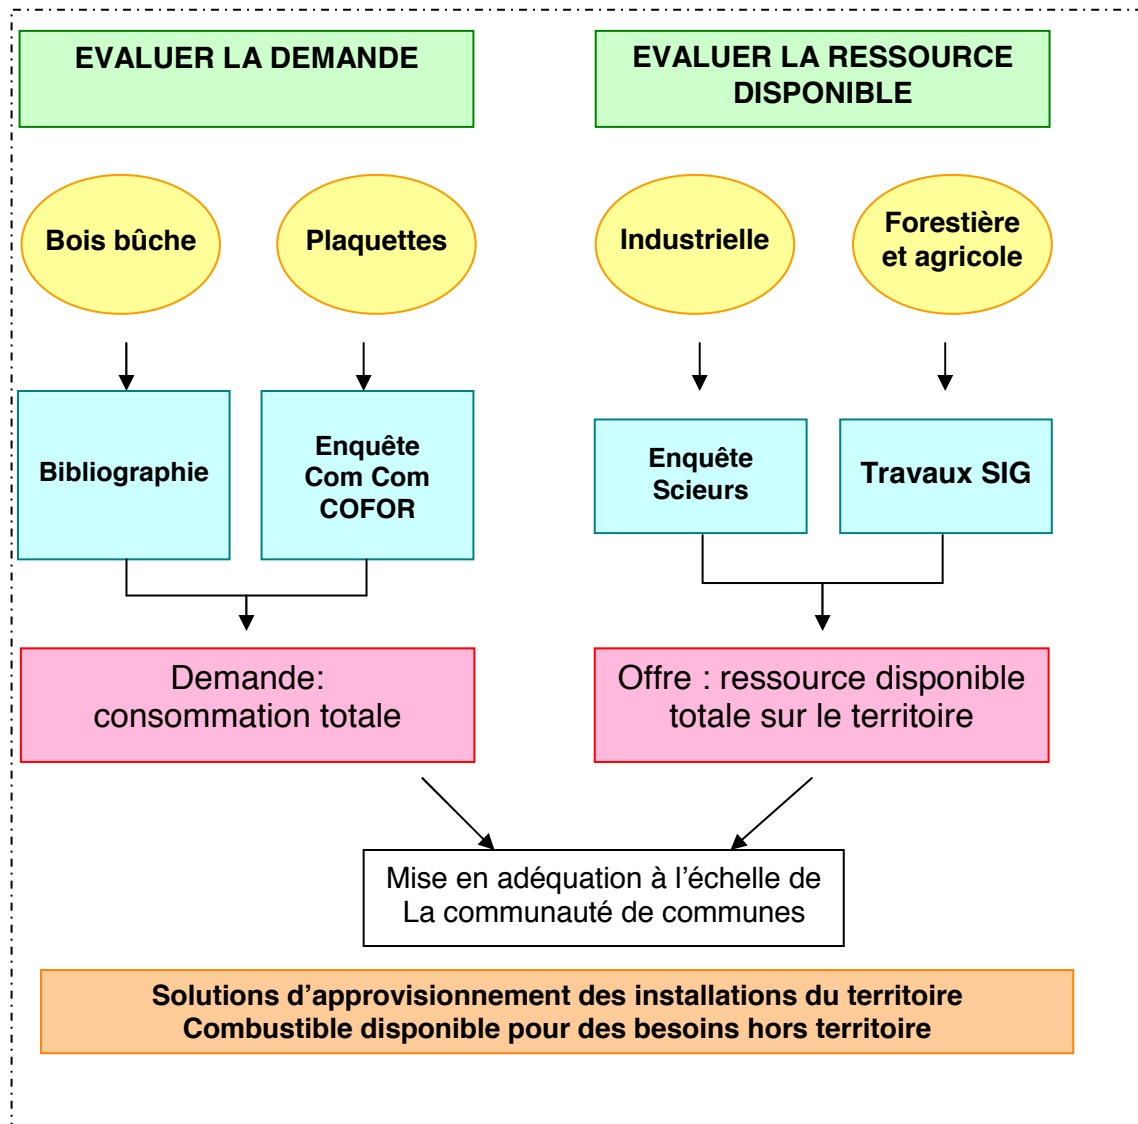 EVALUER LA DEMANDE
EVALUER LA RESSOURCE
DISPONIBLE
Bois bûche
Plaquettes
Industrielle
Forestière
et agricole
Bibliographie
Enquête
Com Com
COFOR
Enquête
Scieurs
Travaux SIG
Demande:
consommation totale
Offre : ressource disponible
totale sur le territoire
Mise en adéquation à l’échelle de
La communauté de communes
Solutions d’approvisionnement des installations du territoire
Combustible disponible pour des besoins hors territoire